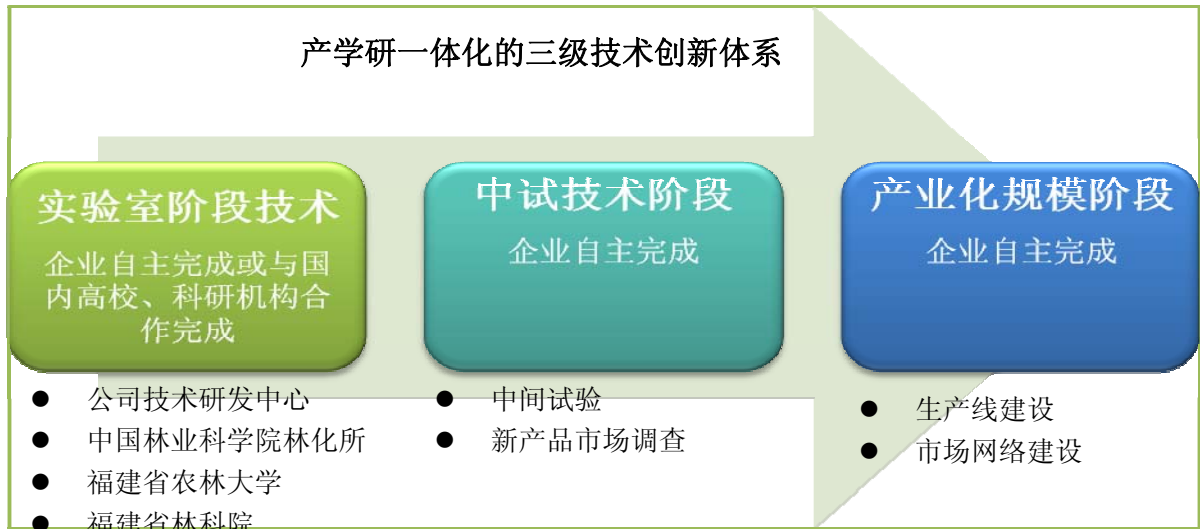 产学研一体化的三级技术创新体系
实验室阶段技术
企业自主完成或与国
内高校、科研机构合
作完成
中试技术阶段
企业自主完成
产业化规模阶段
企业自主完成
● 公司技术研发中心
● 中国林业科学院林化所
● 福建省农林大学
● 福建省林科院
● 中间试验
● 新产品市场调查
● 生产线建设
● 市场网络建设